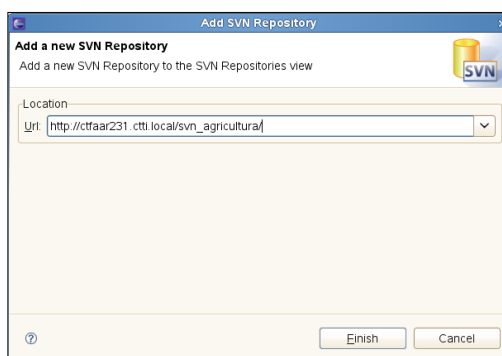 Add SVN Repository
Add a new SVN Repository
Add a new SVN Repository to the SVN Repositories view
SVN
Location
Url: http://ctfaar231.ctti.local/svn_agricultura/
Finish
Cancel